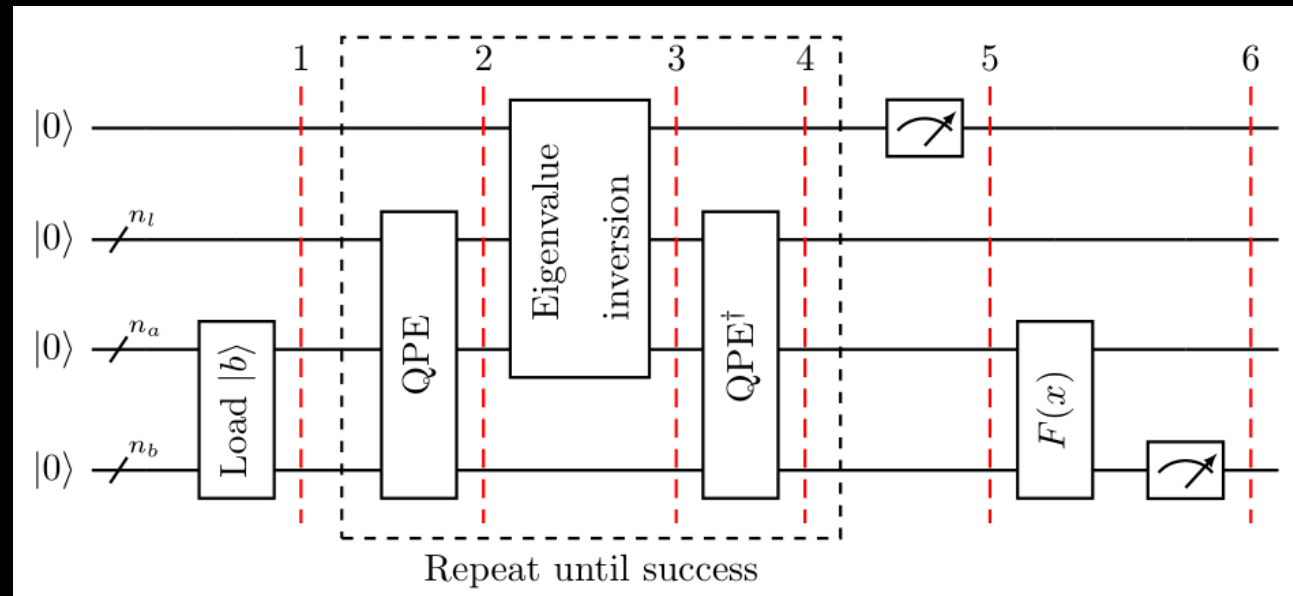 1 2 3 4 5 6
|0⟩
|0⟩ n_l
|0⟩ n_a
|0⟩ n_b
Load |b⟩
QPE
Eigenvalue
inversion
QPE†
F(x)
Repeat until success